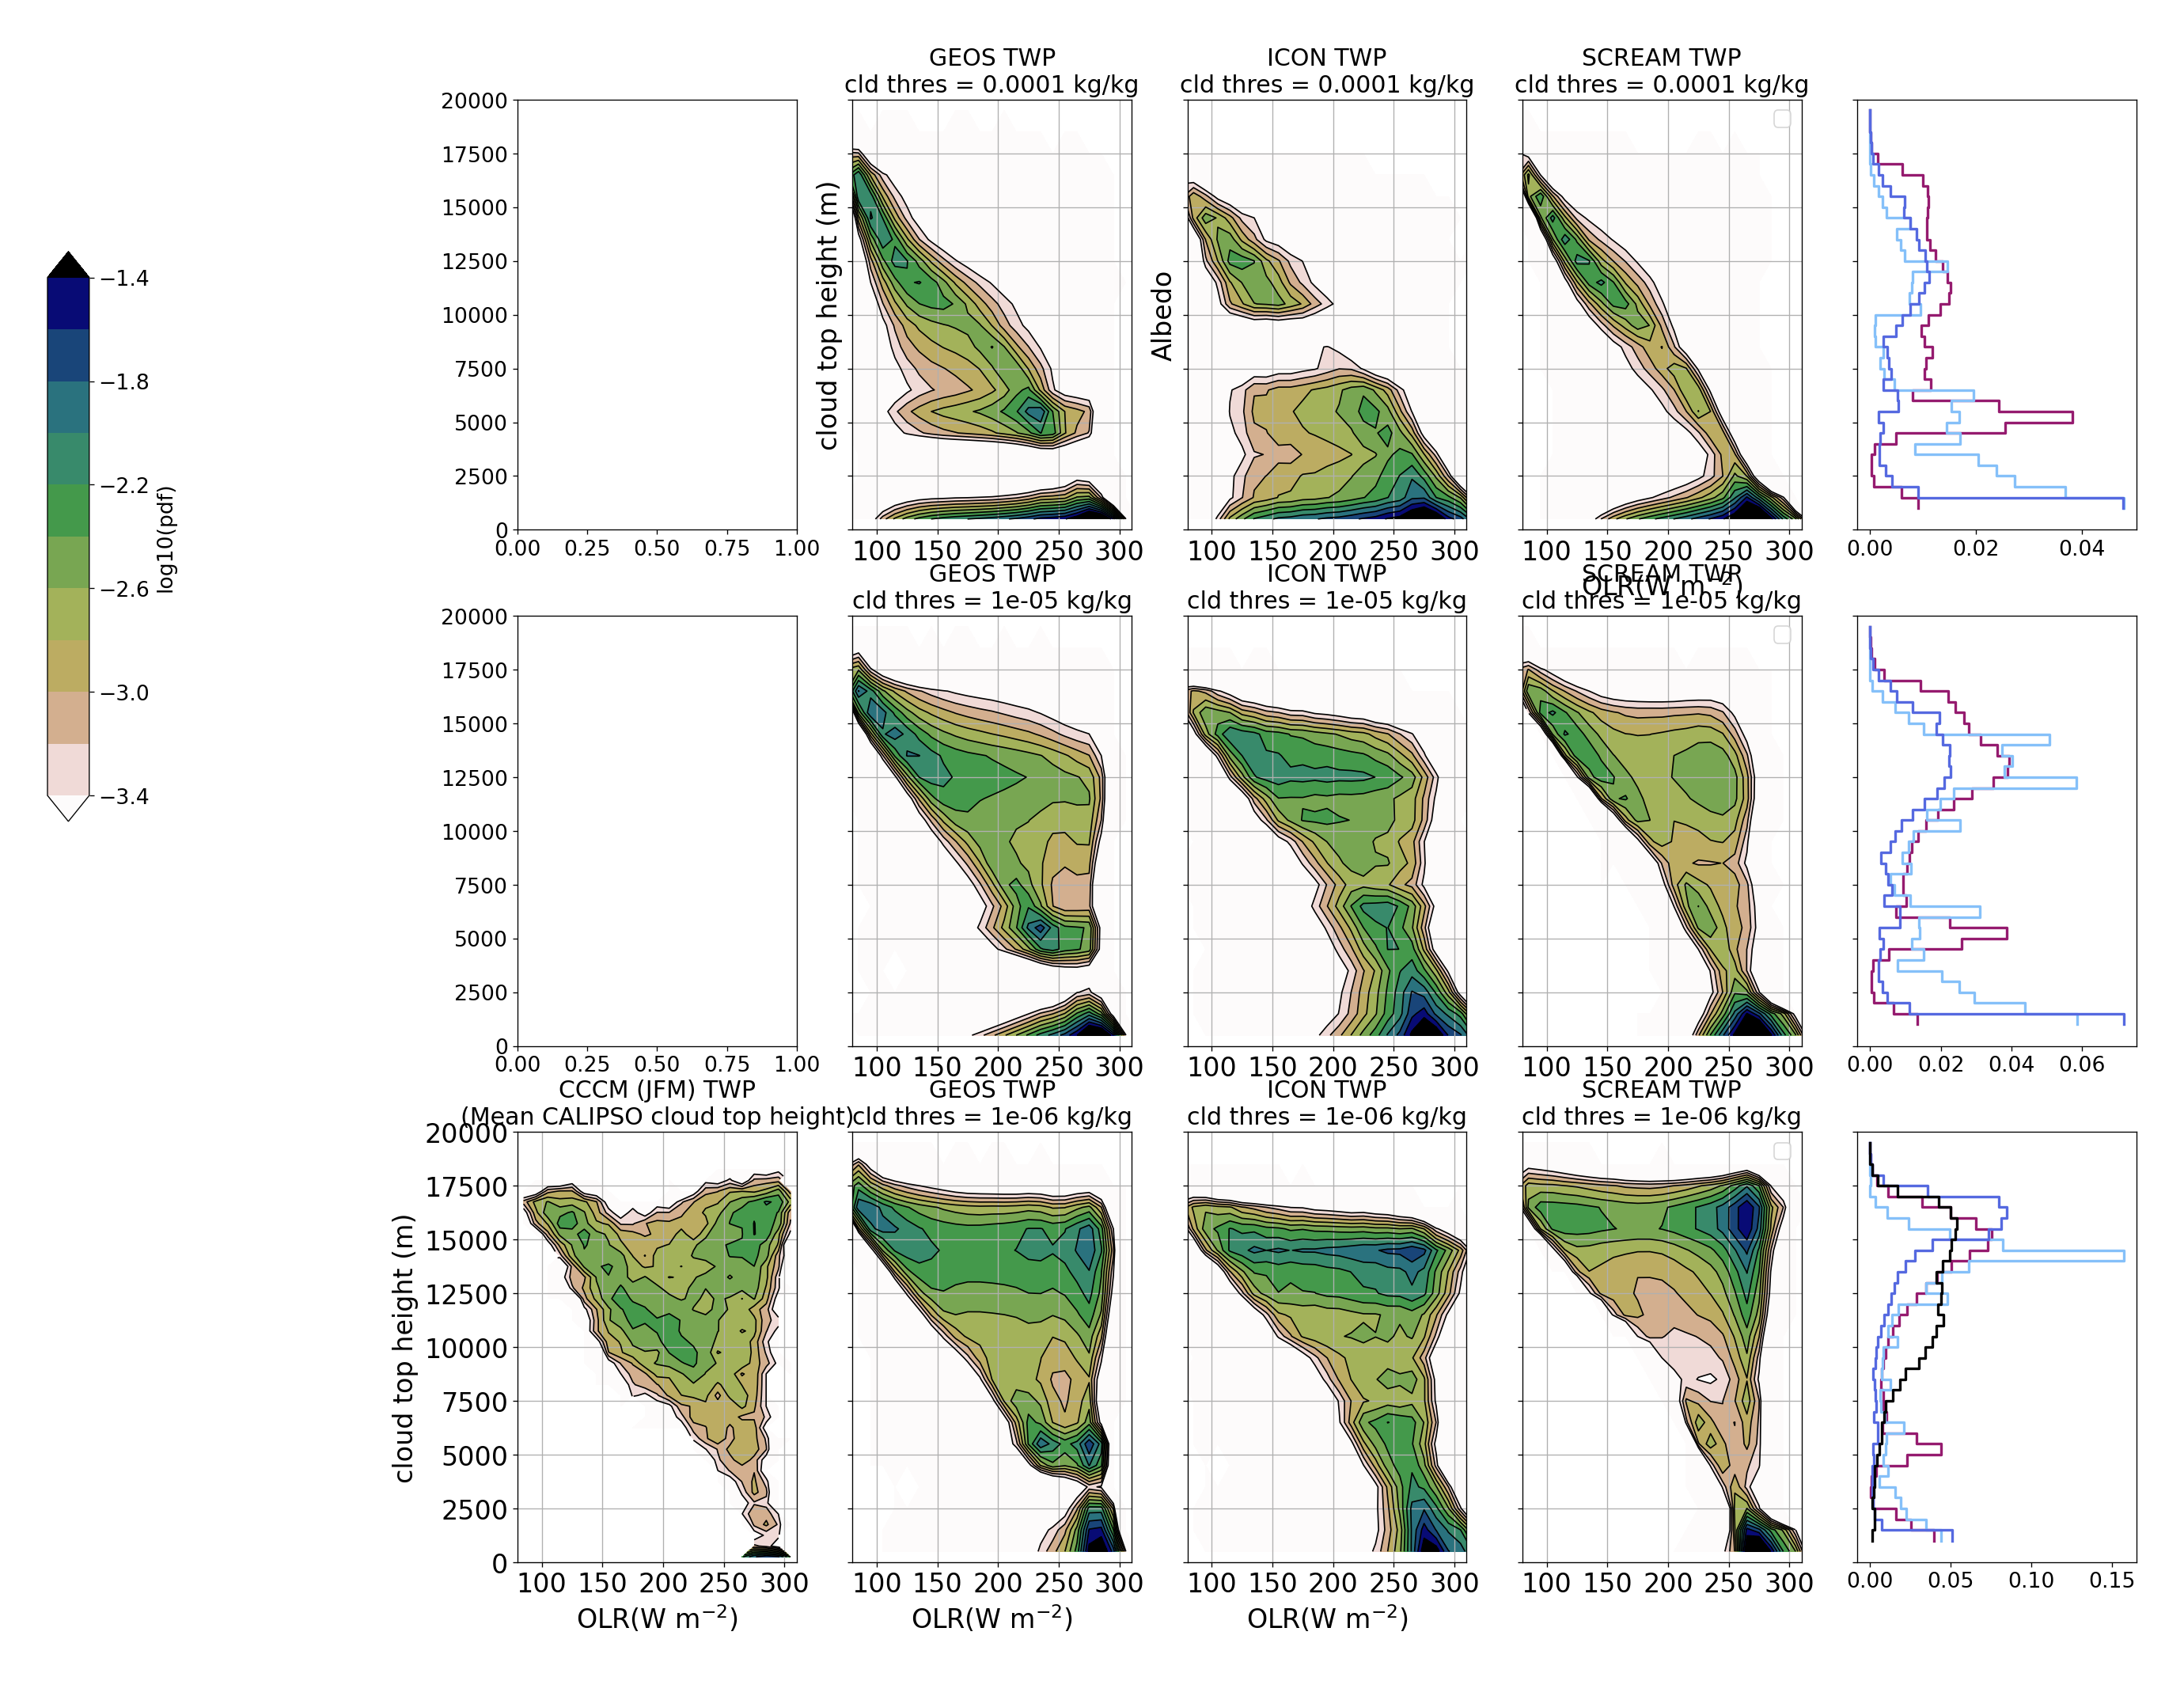 GEOS TWP
cld thres = 0.0001 kg/kg
ICON TWP
cld thres = 0.0001 kg/kg
SCREAM TWP
cld thres = 0.0001 kg/kg
20000
17500
15000
12500
10000
7500
5000
2500
0
0.00 0.25 0.50 0.75 1.00
cloud top height (m)
100 150 200 250 300
Albedo
100 150 200 250 300
100 150 200 250 300
OLR(W m−2)
0.00 0.02 0.04
−1.4
−1.8
−2.2
−2.6
−3.0
−3.4
log10(pdf)
GEOS TWP
cld thres = 1e-05 kg/kg
ICON TWP
cld thres = 1e-05 kg/kg
SCREAM TWP
cld thres = 1e-05 kg/kg
20000
17500
15000
12500
10000
7500
5000
2500
0
0.00 0.25 0.50 0.75 1.00
100 150 200 250 300
100 150 200 250 300
100 150 200 250 300
0.00 0.02 0.04 0.06
CCCM (JFM) TWP
(Mean CALIPSO cloud top height)
GEOS TWP
cld thres = 1e-06 kg/kg
ICON TWP
cld thres = 1e-06 kg/kg
SCREAM TWP
cld thres = 1e-06 kg/kg
cloud top height (m)
20000
17500
15000
12500
10000
7500
5000
2500
0
100 150 200 250 300
OLR(W m−2)
100 150 200 250 300
OLR(W m−2)
100 150 200 250 300
OLR(W m−2)
100 150 200 250 300
0.00 0.05 0.10 0.15